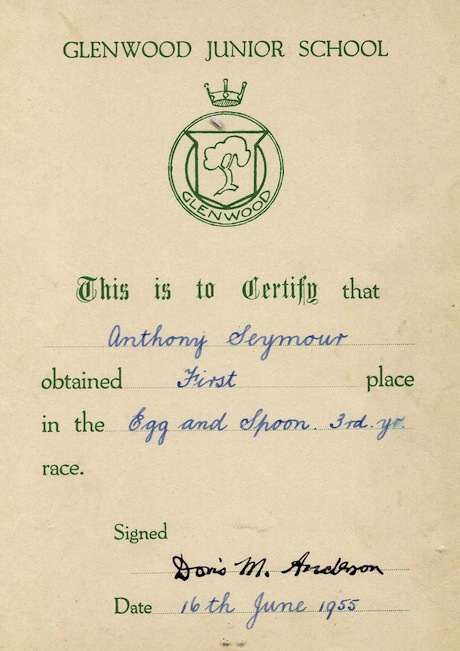 GLENWOOD JUNIOR SCHOOL
GLENWOOD
This is to Certify that
Anthony Seymour
obtained First place
in the Egg and Spoon. 3rd. yr.
race.
Signed
Doris M. Anderson
Date 16th June 1955